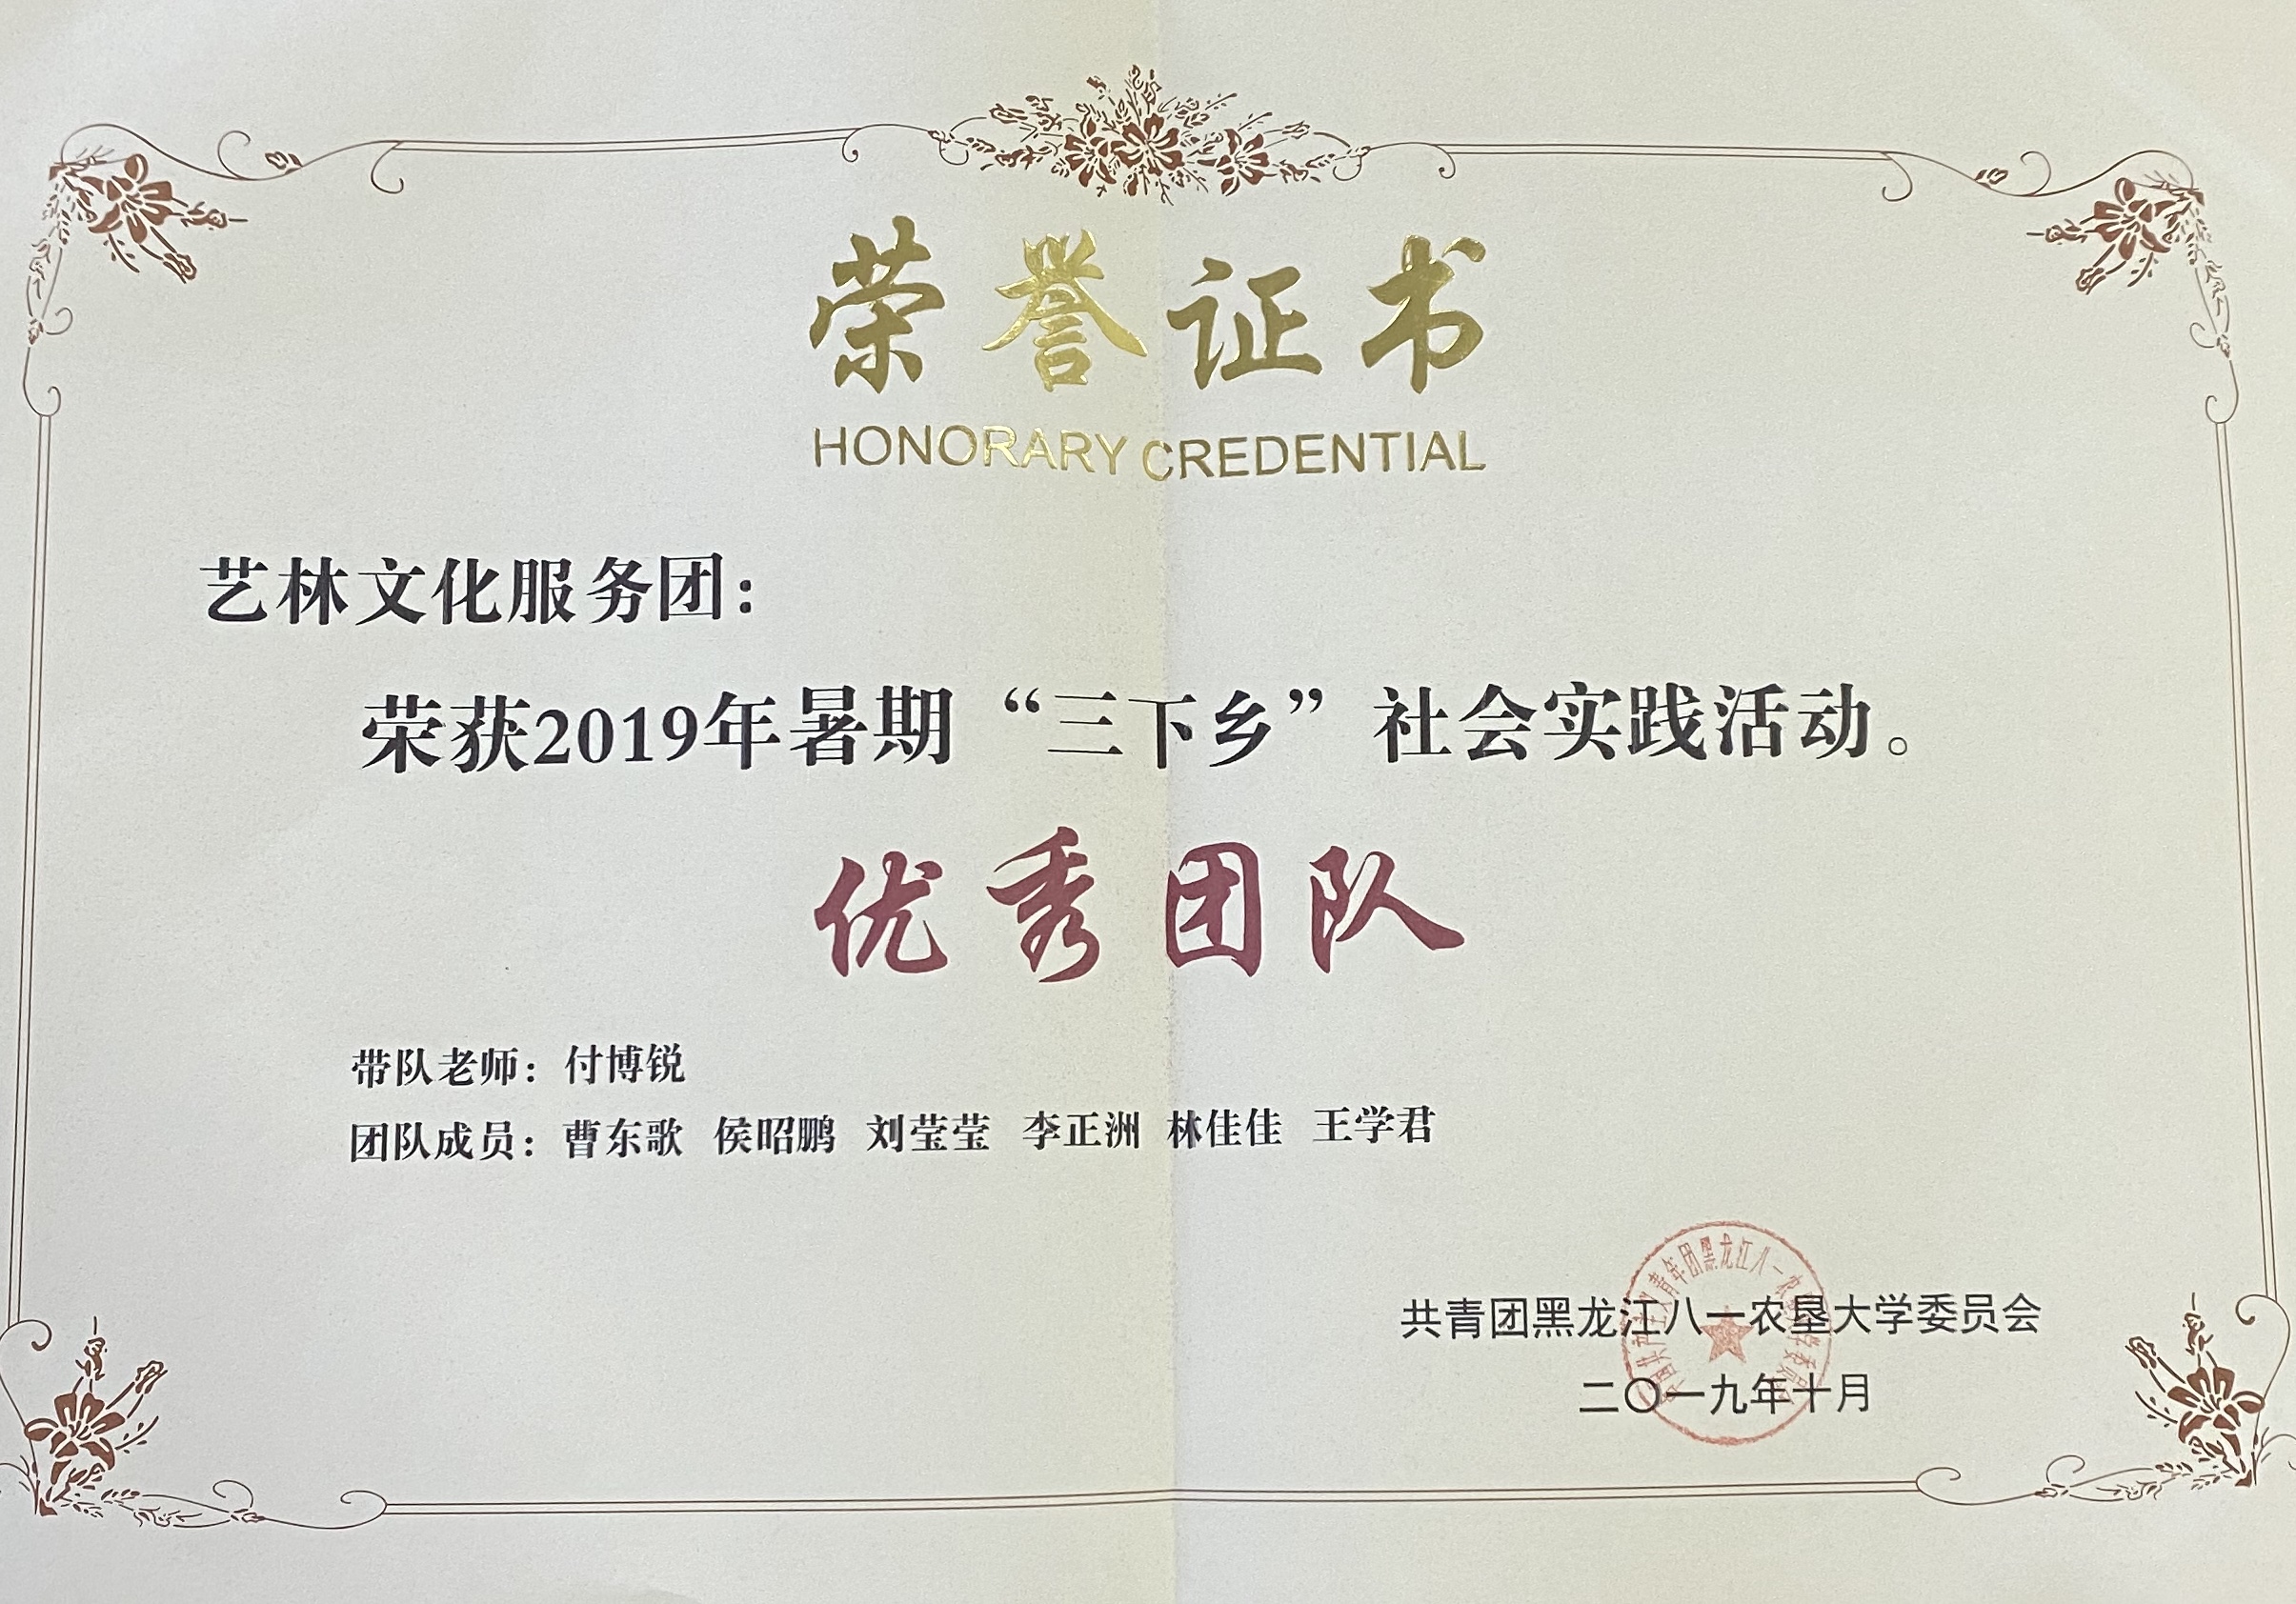 荣誉证书
HONORARY CREDENTIAL
艺林文化服务团：
荣获2019年暑期“三下乡”社会实践活动。
优秀团队
带队老师：付博锐
团队成员：曹东歌 侯昭鹏 刘莹莹 李正洲 林佳佳 王学君
共青团黑龙江八一农垦大学委员会
二〇一九年十月